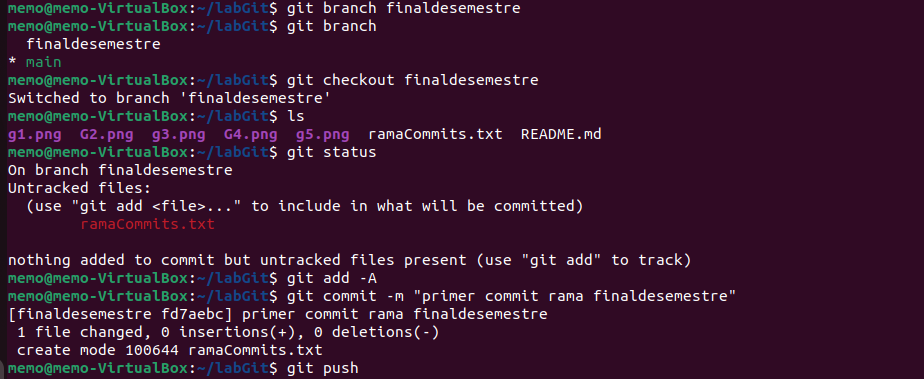 memo@memo-VirtualBox:~/labGit$ git branch finaldesemestre
memo@memo-VirtualBox:~/labGit$ git branch
  finaldesemestre
* main
memo@memo-VirtualBox:~/labGit$ git checkout finaldesemestre
Switched to branch 'finaldesemestre'
memo@memo-VirtualBox:~/labGit$ ls
g1.png  G2.png  g3.png  G4.png  g5.png  ramaCommits.txt  README.md
memo@memo-VirtualBox:~/labGit$ git status
On branch finaldesemestre
Untracked files:
  (use "git add <file>..." to include in what will be committed)
        ramaCommits.txt
nothing added to commit but untracked files present (use "git add" to track)
memo@memo-VirtualBox:~/labGit$ git add -A
memo@memo-VirtualBox:~/labGit$ git commit -m "primer commit rama finaldesemestre"
[finaldesemestre fd7aebc] primer commit rama finaldesemestre
 1 file changed, 0 insertions(+), 0 deletions(-)
 create mode 100644 ramaCommits.txt
memo@memo-VirtualBox:~/labGit$ git push